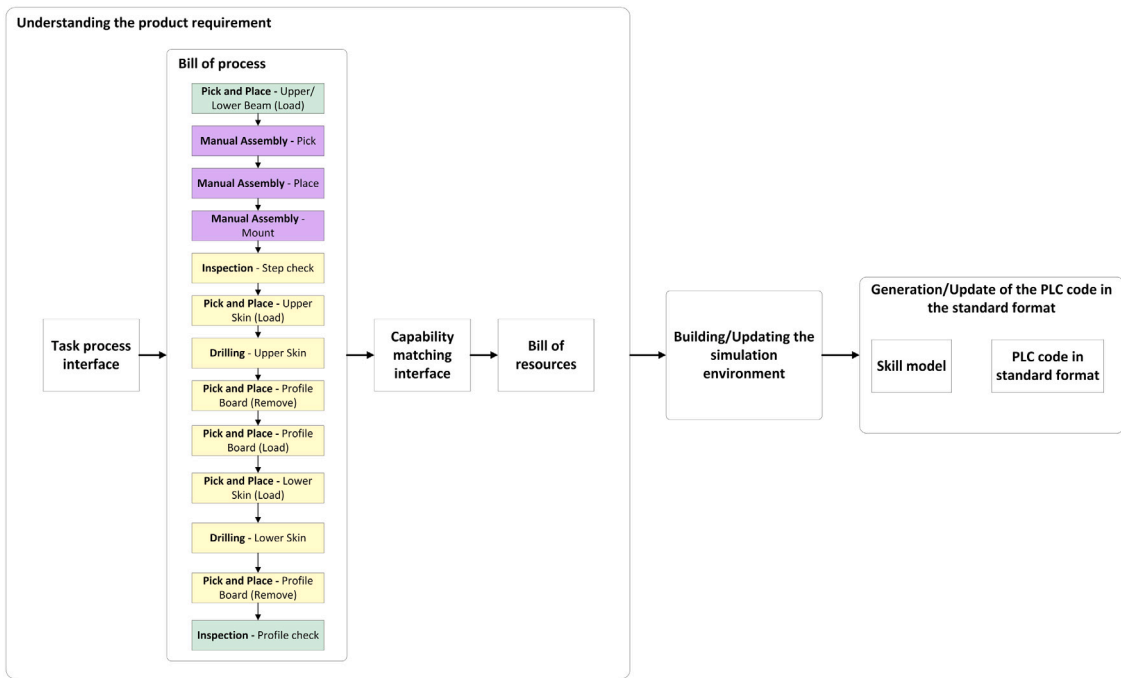 Understanding the product requirement
Bill of process
Pick and Place - Upper/
Lower Beam (Load)
Manual Assembly - Pick
Manual Assembly - Place
Manual Assembly -
Mount
Inspection - Step check
Pick and Place - Upper
Skin (Load)
Drilling - Upper Skin
Pick and Place - Profile
Board (Remove)
Pick and Place - Profile
Board (Load)
Pick and Place - Lower
Skin (Load)
Drilling - Lower Skin
Pick and Place - Profile
Board (Remove)
Inspection - Profile check
Task process
interface
Capability
matching
interface
Bill of
resources
Building/Updating the
simulation
environment
Generation/Update of the PLC code in
the standard format
Skill model
PLC code in
standard format